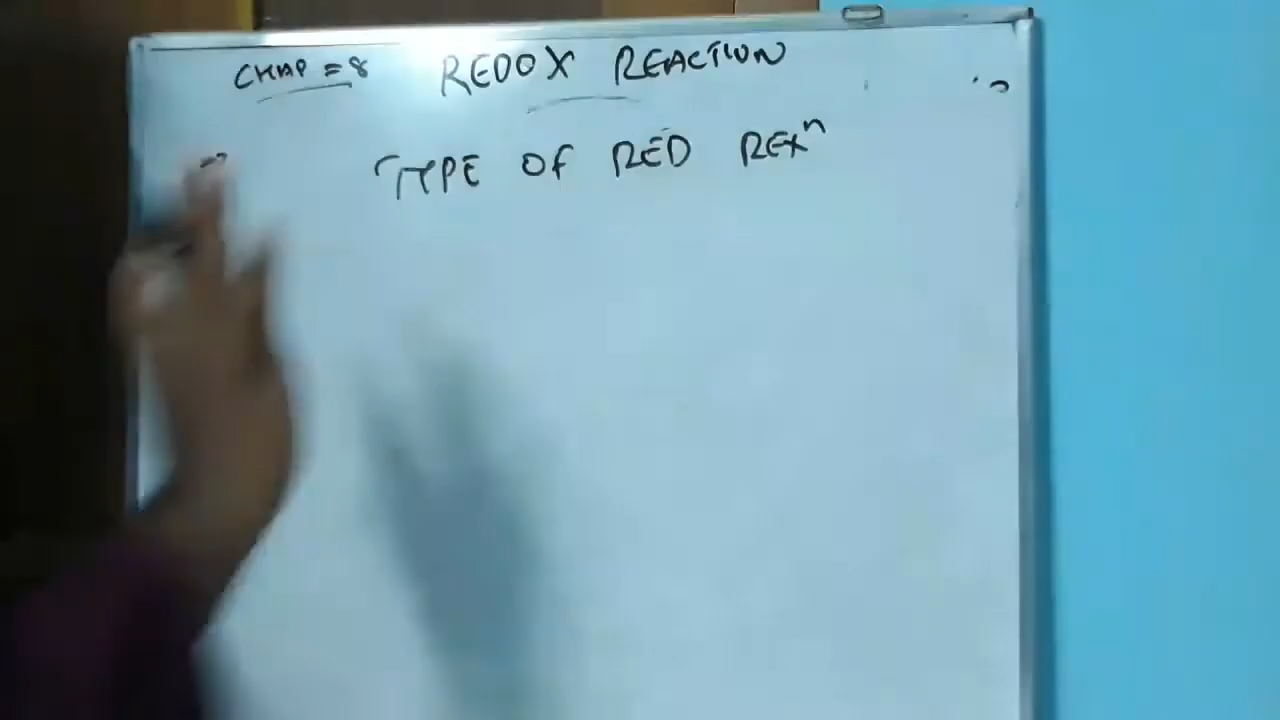 CHAP = 8 REDOX REACTION
TYPE OF RED REXⁿ